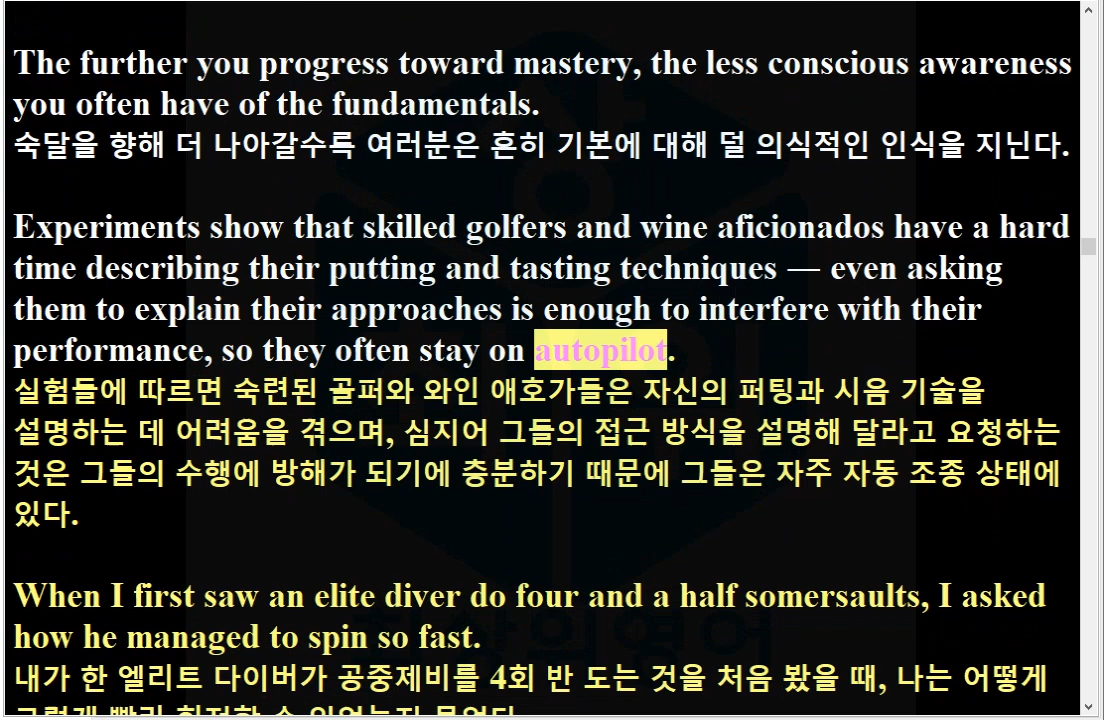 The further you progress toward mastery, the less conscious awareness
you often have of the fundamentals.
숙달을 향해 더 나아갈수록 여러분은 흔히 기본에 대해 덜 의식적인 인식을 지닌다.
Experiments show that skilled golfers and wine aficionados have a hard
time describing their putting and tasting techniques — even asking
them to explain their approaches is enough to interfere with their
performance, so they often stay on autopilot.
실험들에 따르면 숙련된 골퍼와 와인 애호가들은 자신의 퍼팅과 시음 기술을
설명하는 데 어려움을 겪으며, 심지어 그들의 접근 방식을 설명해 달라고 요청하는
것은 그들의 수행에 방해가 되기에 충분하기 때문에 그들은 자주 자동 조종 상태에
있다.
When I first saw an elite diver do four and a half somersaults, I asked
how he managed to spin so fast.
내가 한 엘리트 다이버가 공중제비를 4회 반 도는 것을 처음 봤을 때, 나는 어떻게